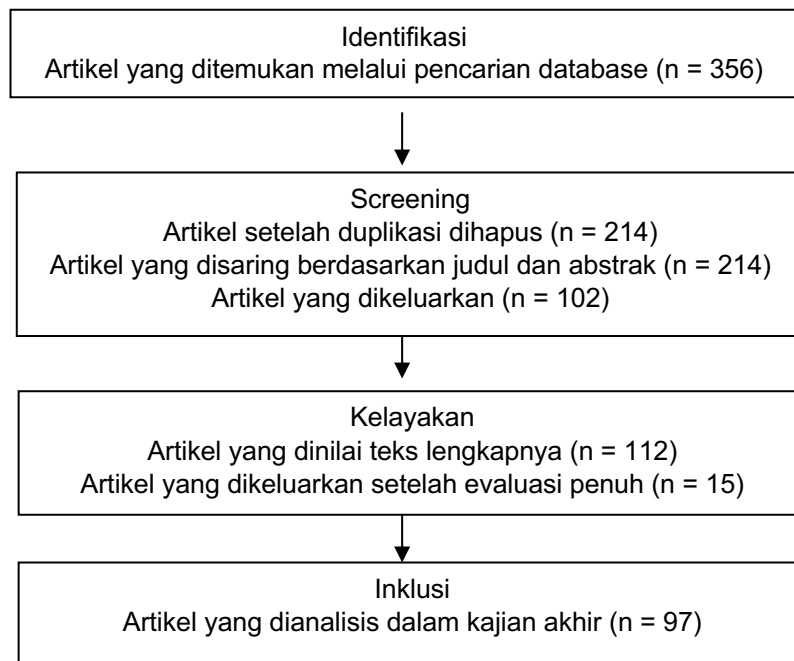 Identifikasi
Artikel yang ditemukan melalui pencarian database (n = 356)
Screening
Artikel setelah duplikasi dihapus (n = 214)
Artikel yang disaring berdasarkan judul dan abstrak (n = 214)
Artikel yang dikeluarkan (n = 102)
Kelayakan
Artikel yang dinilai teks lengkapnya (n = 112)
Artikel yang dikeluarkan setelah evaluasi penuh (n = 15)
Inklusi
Artikel yang dianalisis dalam kajian akhir (n = 97)